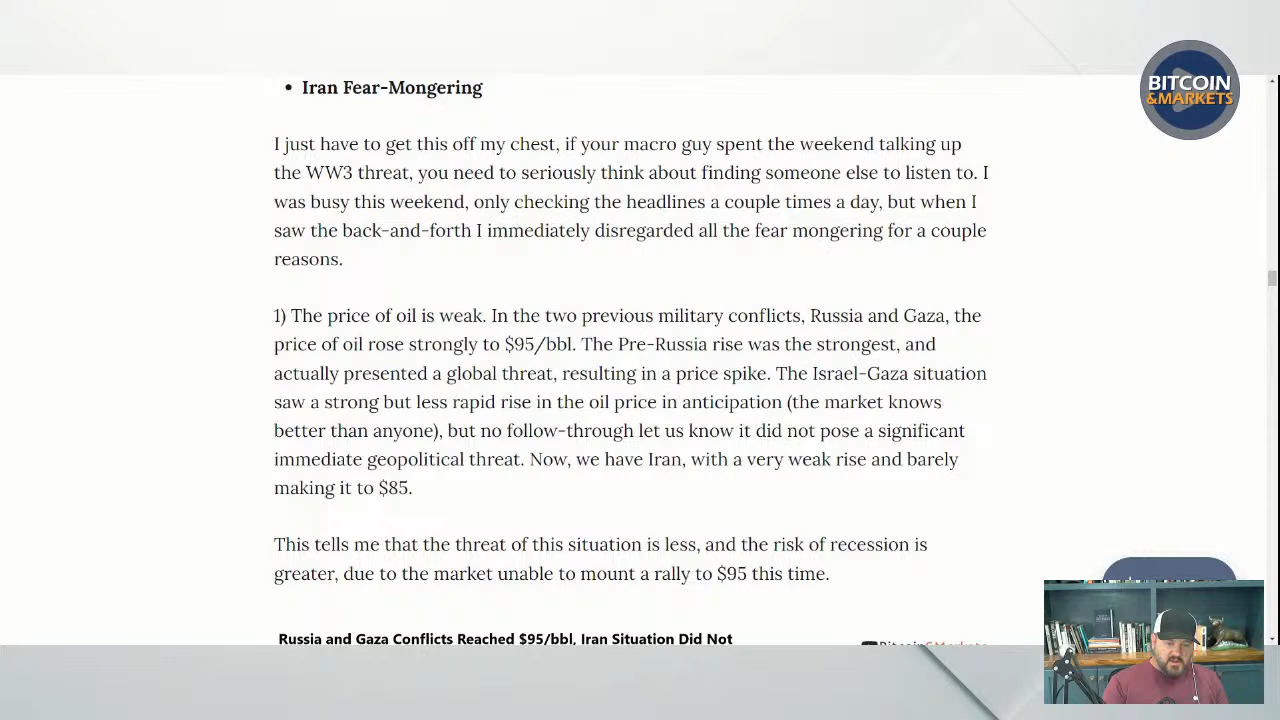 BITCOIN
&MARKETS
• Iran Fear-Mongering
I just have to get this off my chest, if your macro guy spent the weekend talking up
the WW3 threat, you need to seriously think about finding someone else to listen to. I
was busy this weekend, only checking the headlines a couple times a day, but when I
saw the back-and-forth I immediately disregarded all the fear mongering for a couple
reasons.
1) The price of oil is weak. In the two previous military conflicts, Russia and Gaza, the
price of oil rose strongly to $95/bbl. The Pre-Russia rise was the strongest, and
actually presented a global threat, resulting in a price spike. The Israel-Gaza situation
saw a strong but less rapid rise in the oil price in anticipation (the market knows
better than anyone), but no follow-through let us know it did not pose a significant
immediate geopolitical threat. Now, we have Iran, with a very weak rise and barely
making it to $85.
This tells me that the threat of this situation is less, and the risk of recession is
greater, due to the market unable to mount a rally to $95 this time.
Russia and Gaza Conflicts Reached $95/bbl, Iran Situation Did Not